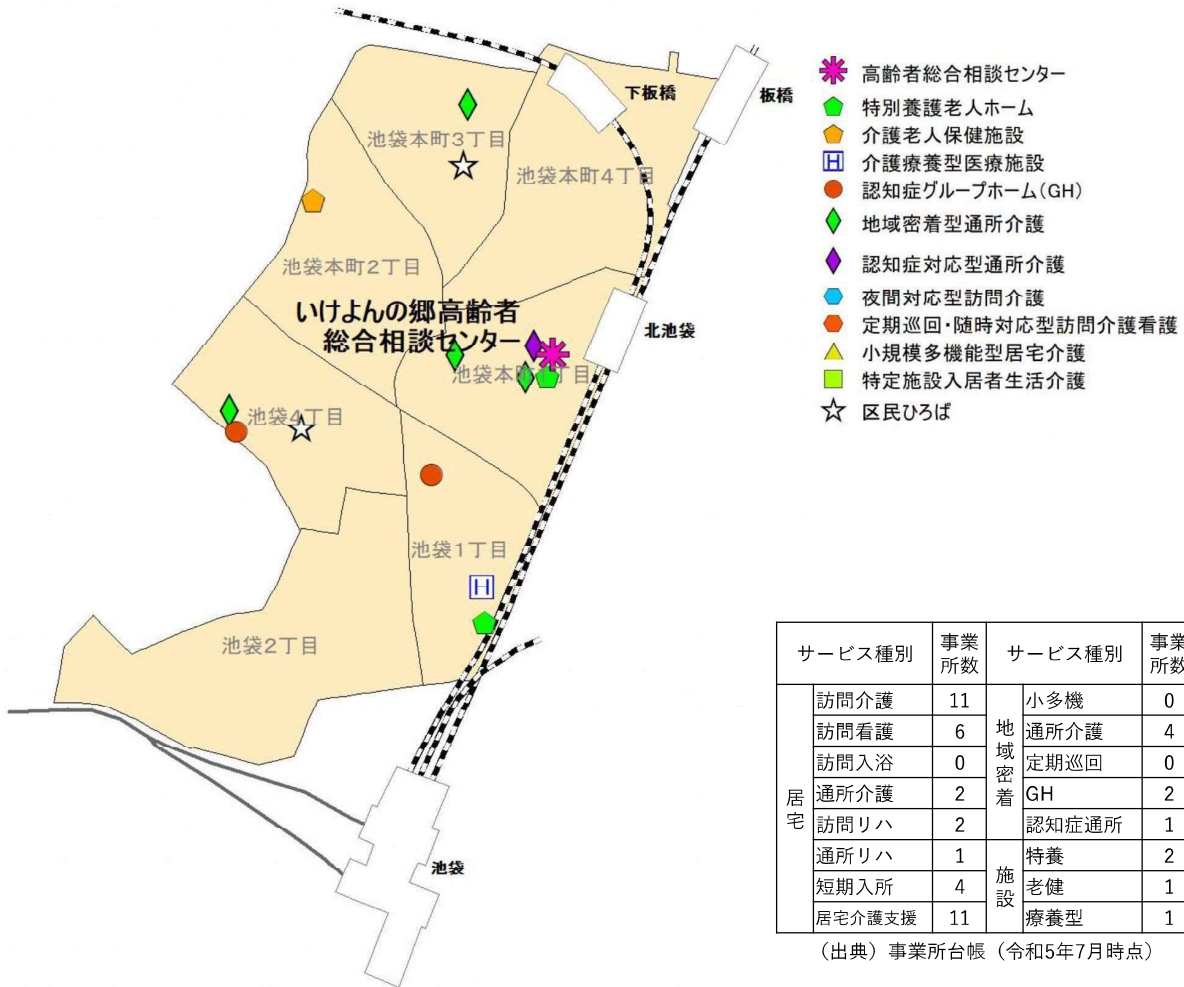 下板橋
板橋
池袋本町3丁目
池袋本町4丁目
池袋本町2丁目
いけよんの郷高齢者
総合相談センター
北池袋
池袋本町1丁目
池袋4丁目
池袋1丁目
H
池袋2丁目
池袋
高齢者総合相談センター
特別養護老人ホーム
介護老人保健施設
H 介護療養型医療施設
認知症グループホーム(GH)
地域密着型通所介護
認知症対応型通所介護
夜間対応型訪問介護
定期巡回・随時対応型訪問介護看護
小規模多機能型居宅介護
特定施設入居者生活介護
区民ひろば
サービス種別 事業所数 サービス種別 事業所数
居宅 訪問介護 11 地域密着 小多機 0
訪問看護 6 通所介護 4
訪問入浴 0 定期巡回 0
通所介護 2 GH 2
訪問リハ 2 認知症通所 1
通所リハ 1 施設 特養 2
短期入所 4 老健 1
居宅介護支援 11 療養型 1
（出典）事業所台帳（令和5年7月時点）